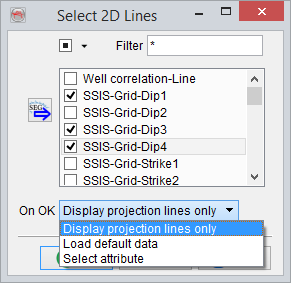 Select 2D Lines
Filter *
Well correlation-Line
SSIS-Grid-Dip1
SSIS-Grid-Dip2
SEG
SSIS-Grid-Dip3
SSIS-Grid-Dip4
SSIS-Grid-Strike1
SSIS-Grid-Strike2
On OK Display projection lines only
Display projection lines only
Load default data
Select attribute